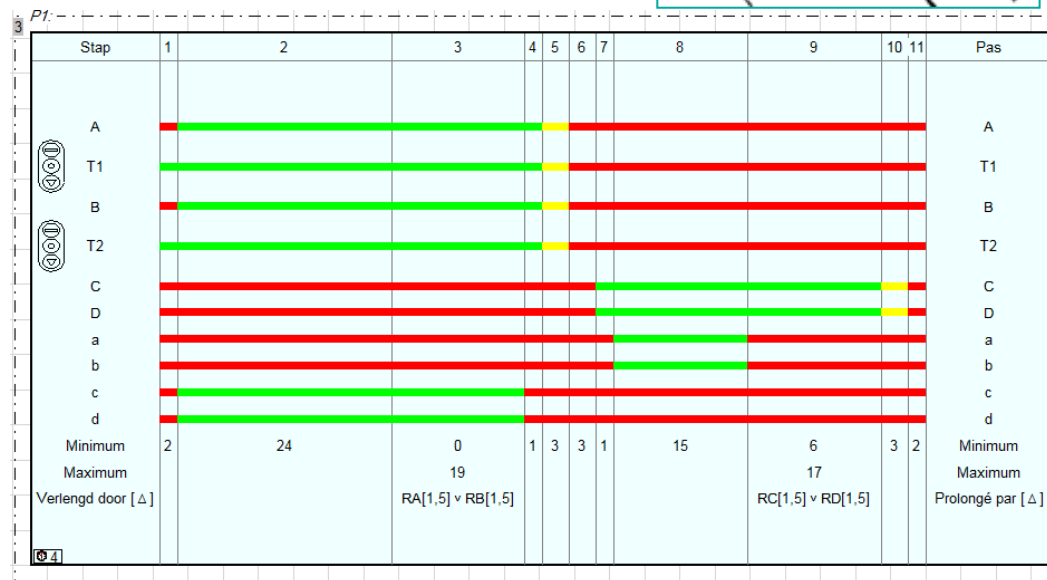 P1:
3
Stap 1 2 3 4 5 6 7 8 9 10 11 Pas
A A
T1 T1
B B
T2 T2
C C
D D
a a
b b
c c
d d
Minimum 2 24 0 1 3 3 1 15 6 3 2 Minimum
Maximum 19 17 Maximum
Verlengd door [Δ] RA[1,5] v RB[1,5] RC[1,5] v RD[1,5] Prolongé par [Δ]
4